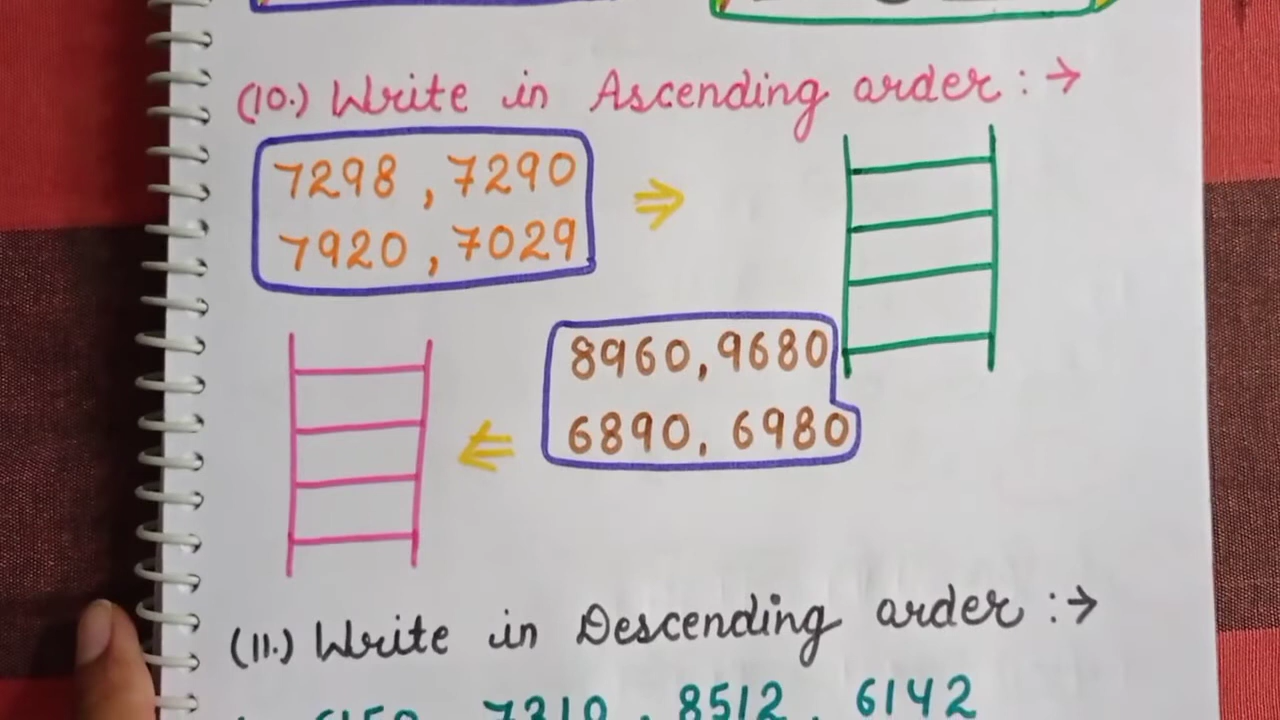 (10.) Write in Ascending order :→
7298 , 7290
7920 , 7029
8960, 9680
6890, 6980
(11.) Write in Descending order :→
7310 , 8512 , 6142